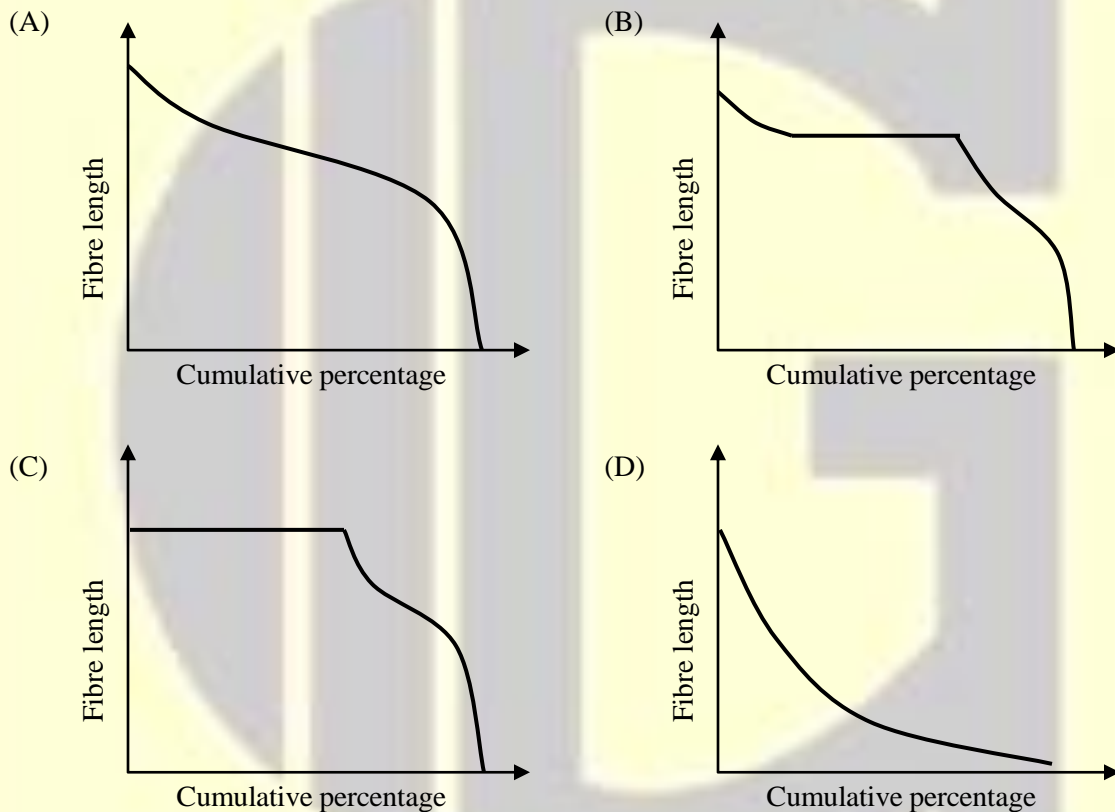 (A)
Fibre length
Cumulative percentage
(B)
Fibre length
Cumulative percentage
(C)
Fibre length
Cumulative percentage
(D)
Fibre length
Cumulative percentage